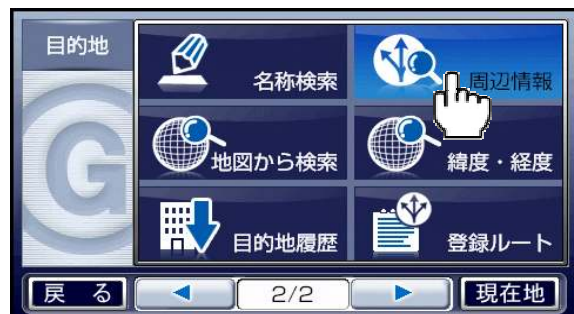 目的地
名称検索
周辺情報
地図から検索
緯度・経度
目的地履歴
登録ルート
G
戻る
2/2
現在地